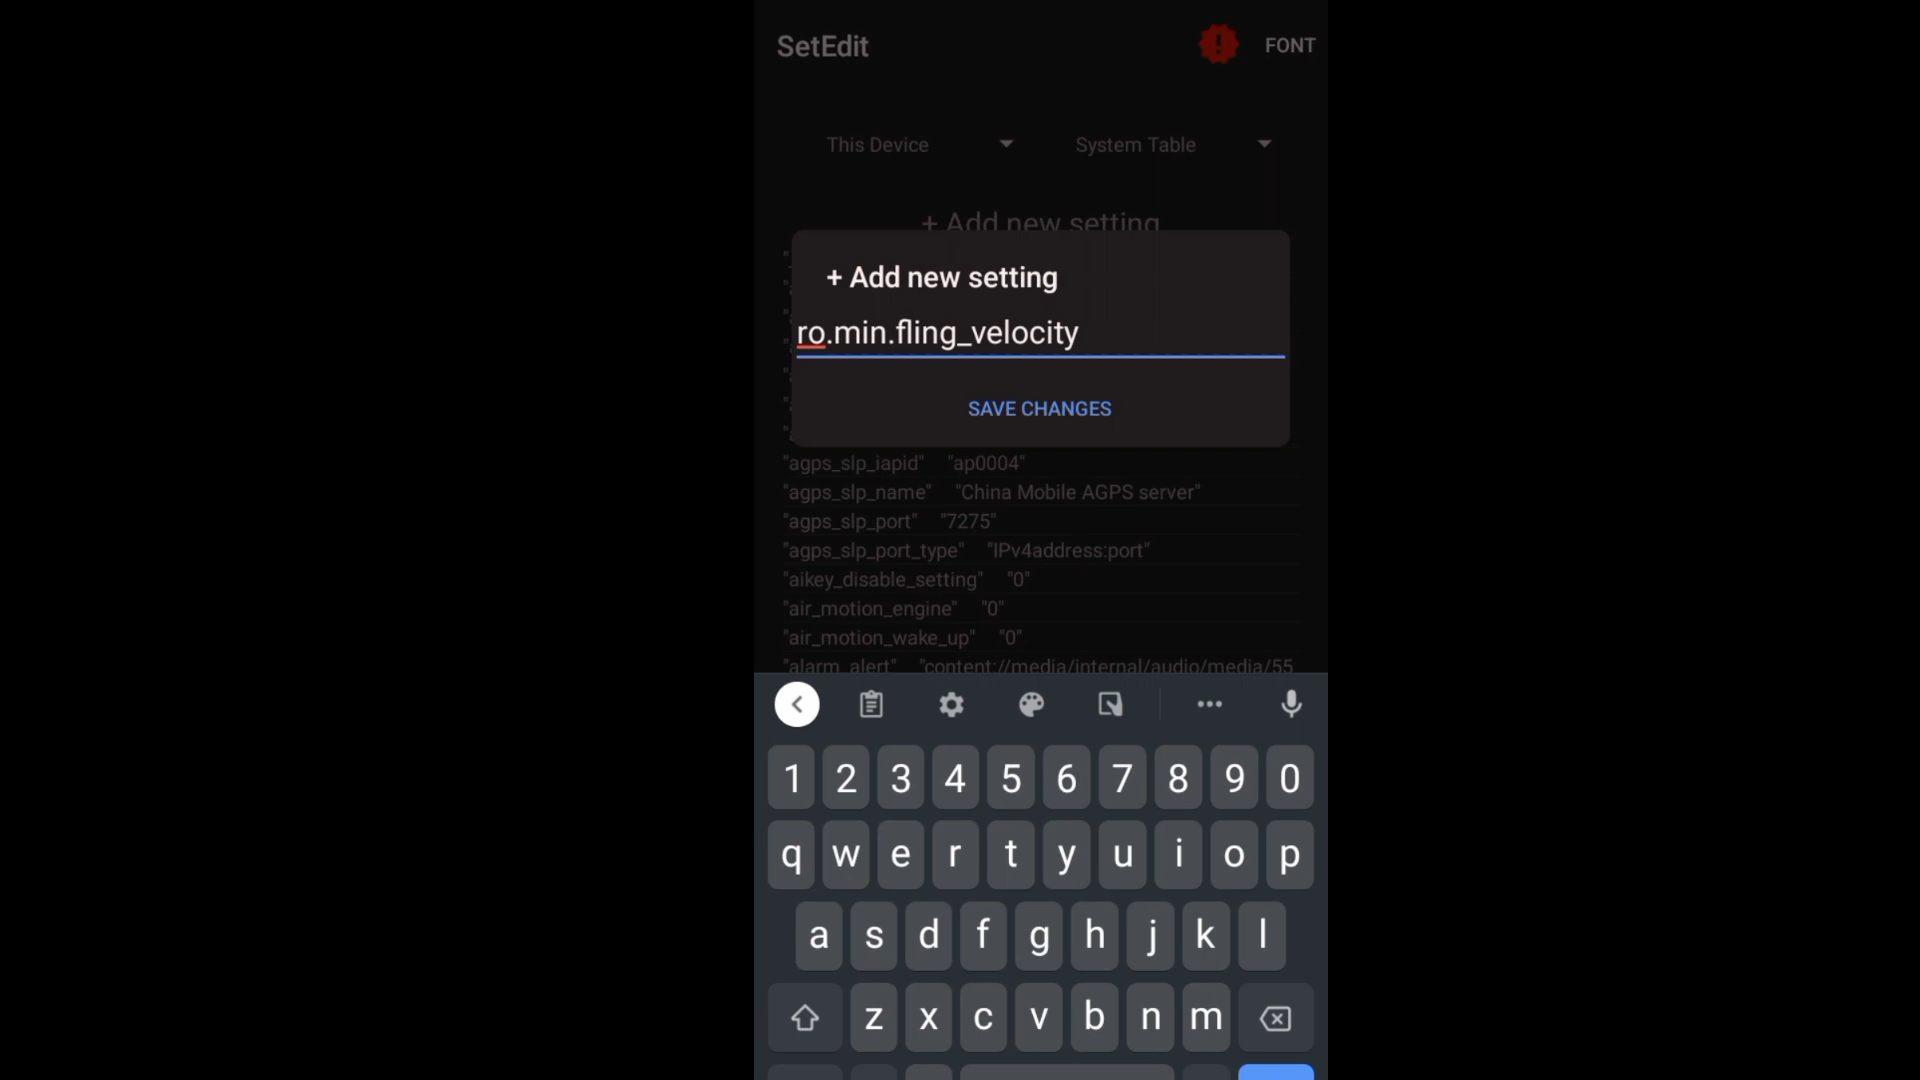 SetEdit
FONT
This Device
System Table
+ Add new setting
+ Add new setting
ro.min.fling_velocity
SAVE CHANGES
"agps_slp_iapid" "ap0004"
"agps_slp_name" "China Mobile AGPS server"
"agps_slp_port" "7275"
"agps_slp_port_type" "IPv4address:port"
"aikey_disable_setting" "0"
"air_motion_engine" "0"
"air_motion_wake_up" "0"
"alarm_alert" "content://media/internal/audio/media/55
1 2 3 4 5 6 7 8 9 0
q w e r t y u i o p
a s d f g h j k l
z x c v b n m